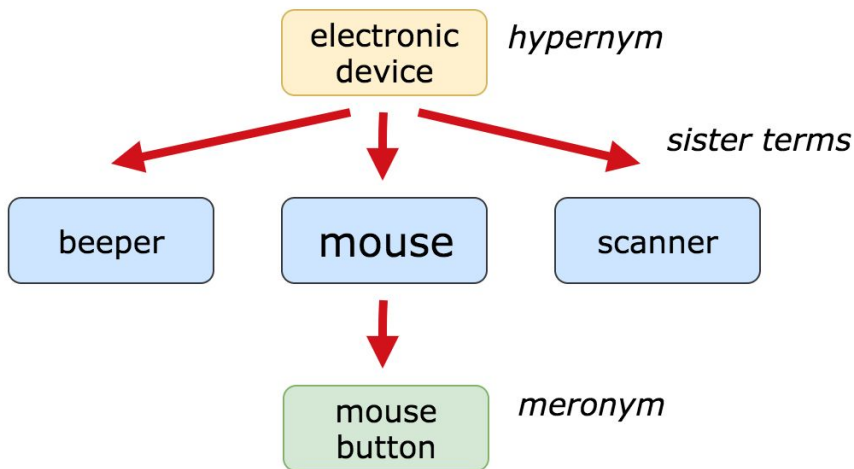 electronic
device
hypernym
sister terms
beeper
mouse
scanner
mouse
button
meronym